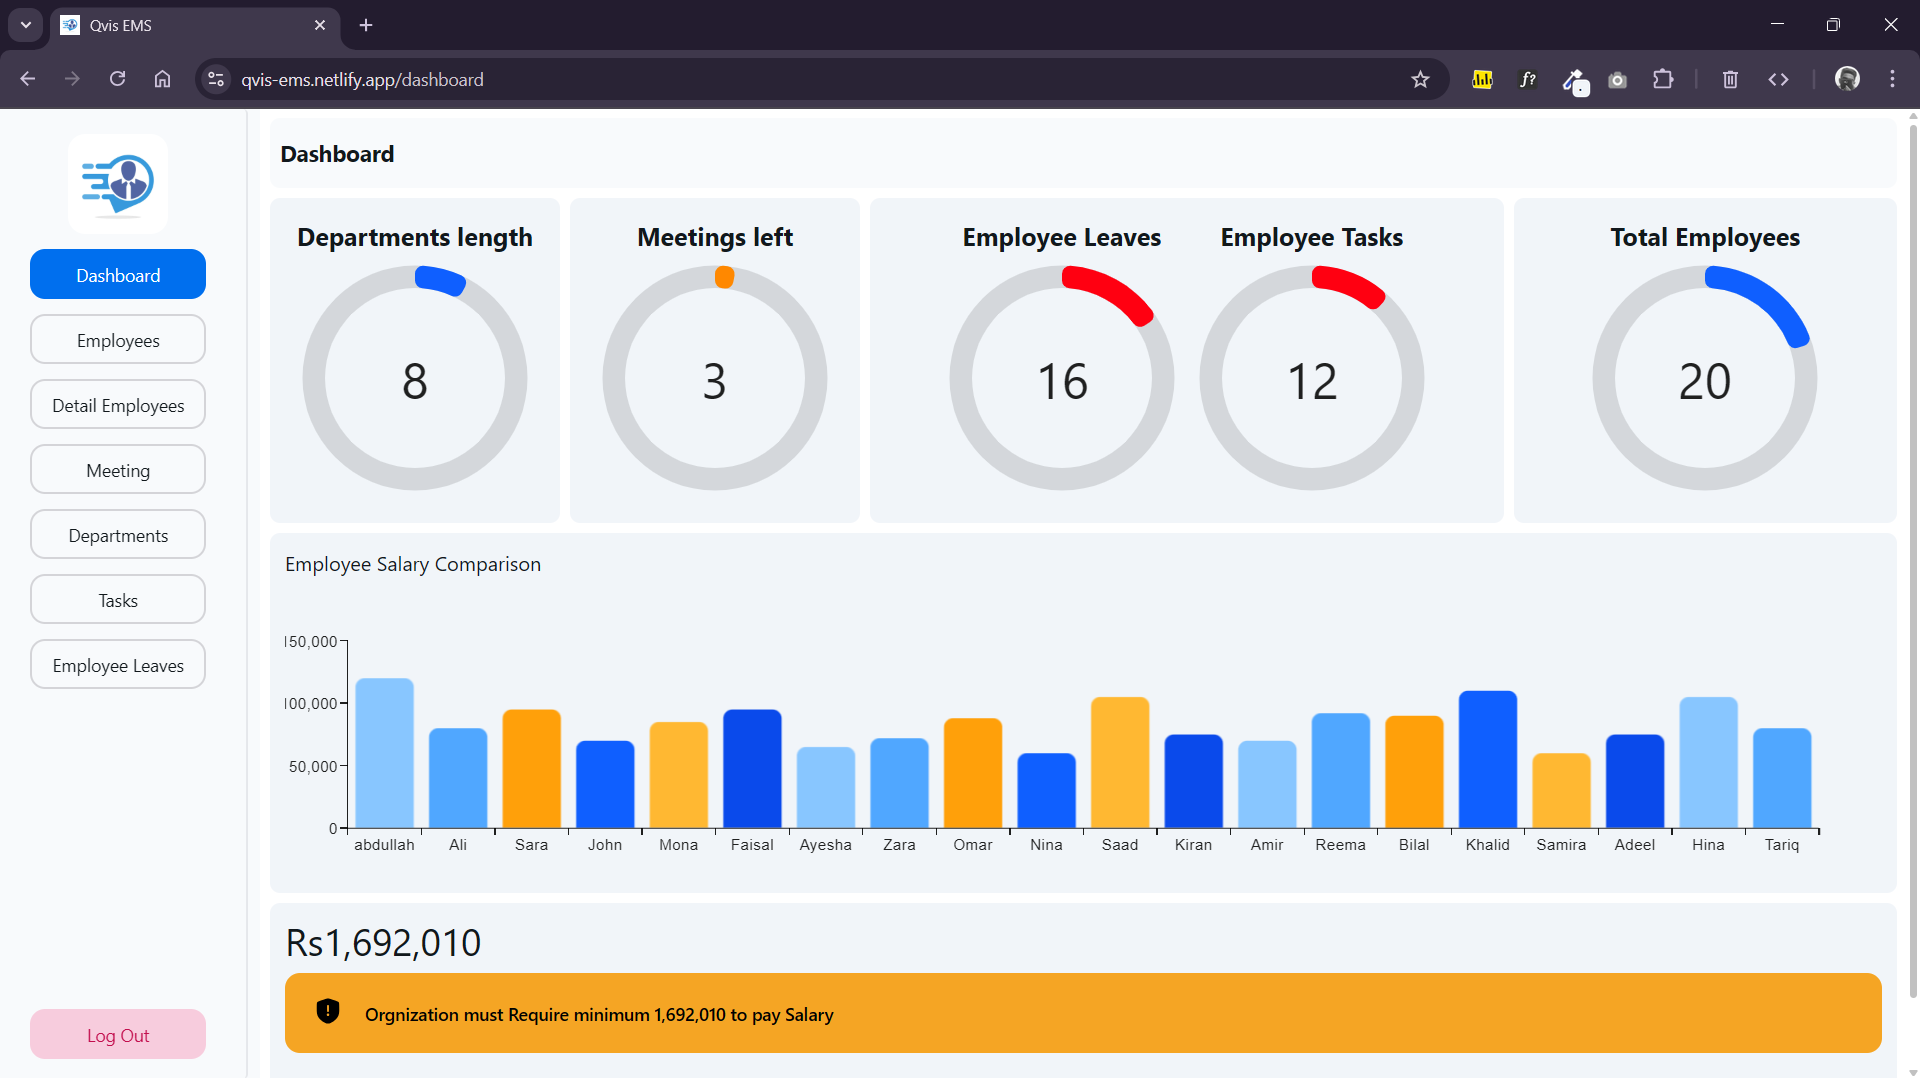 Qvis EMS
qvis-ems.netlify.app/dashboard
Dashboard
Employees
Detail Employees
Meeting
Departments
Tasks
Employee Leaves
Log Out
Dashboard
Departments length
8
Meetings left
3
Employee Leaves
16
Employee Tasks
12
Total Employees
20
Employee Salary Comparison
150,000
100,000
50,000
0
abdullah Ali Sara John Mona Faisal Ayesha Zara Omar Nina Saad Kiran Amir Reema Bilal Khalid Samira Adeel Hina Tariq
Rs1,692,010
Orgnization must Require minimum 1,692,010 to pay Salary